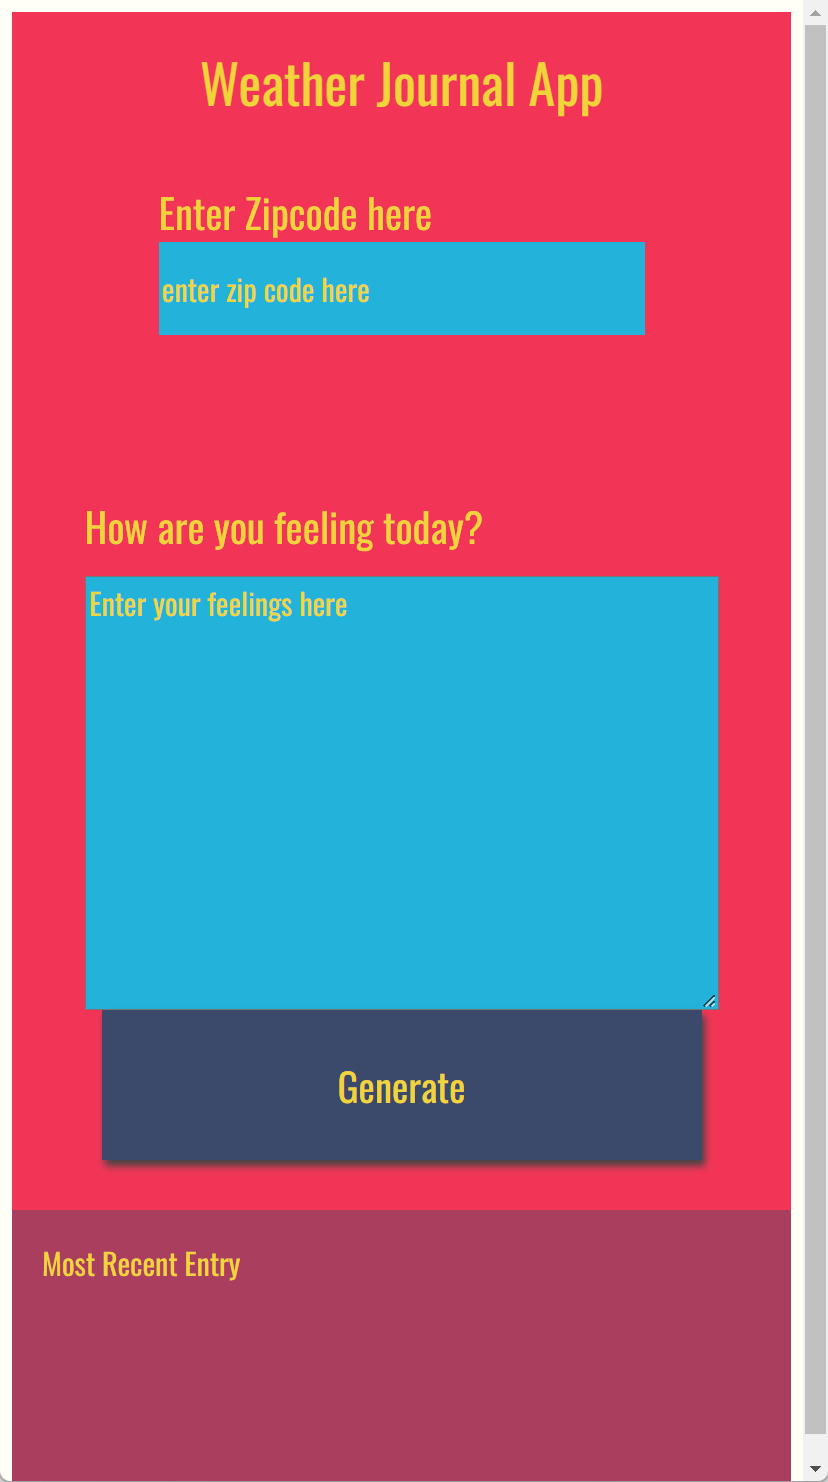 Weather Journal App
Enter Zipcode here
enter zip code here
How are you feeling today?
Enter your feelings here
Generate
Most Recent Entry